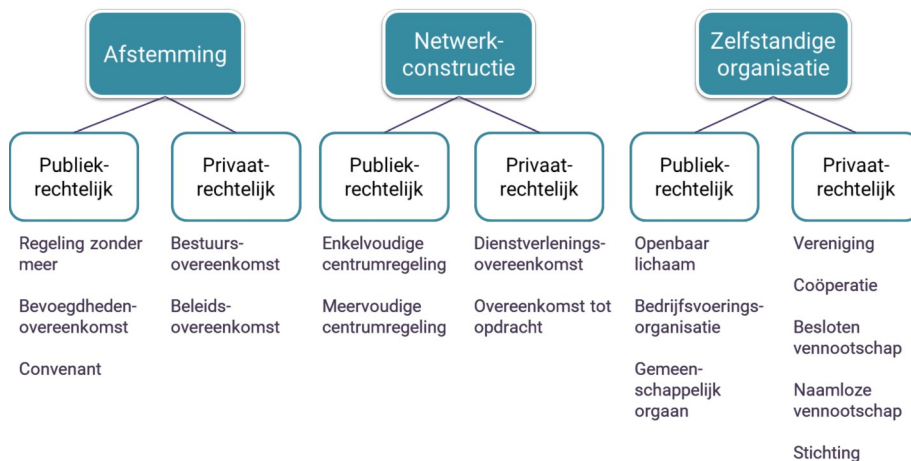 Afstemming
Netwerk-
constructie
Zelfstandige
organisatie
Publiek-
rechtelijk
Privaat-
rechtelijk
Publiek-
rechtelijk
Privaat-
rechtelijk
Publiek-
rechtelijk
Privaat-
rechtelijk
Regeling zonder
meer
Bevoegdheden-
overeenkomst
Convenant
Bestuurs-
overeenkomst
Beleids-
overeenkomst
Enkelvoudige
centrumregeling
Meervoudige
centrumregeling
Dienstverlenings-
overeenkomst
Overeenkomst tot
opdracht
Openbaar
lichaam
Bedrijfsvoerings-
organisatie
Gemeen-
schappelijk
orgaan
Vereniging
Coöperatie
Besloten
vennootschap
Naamloze
vennootschap
Stichting